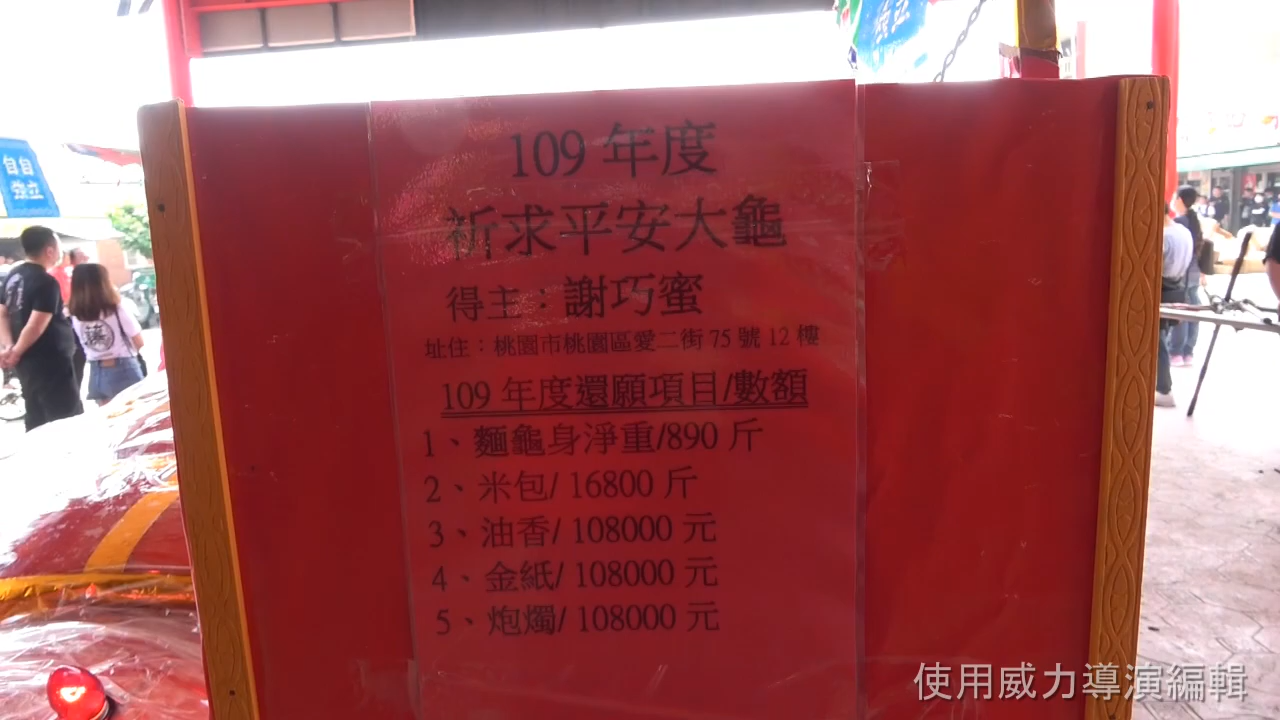 109 年度
祈求平安大龜
得主：謝巧蜜
址住：桃園市桃園區愛二街 75 號 12 樓
109 年度還願項目/數額
1、麵龜身淨重/890 斤
2、米包/ 16800 斤
3、油香/ 108000 元
4、金紙/ 108000 元
5、炮燭/ 108000 元
使用威力導演編輯